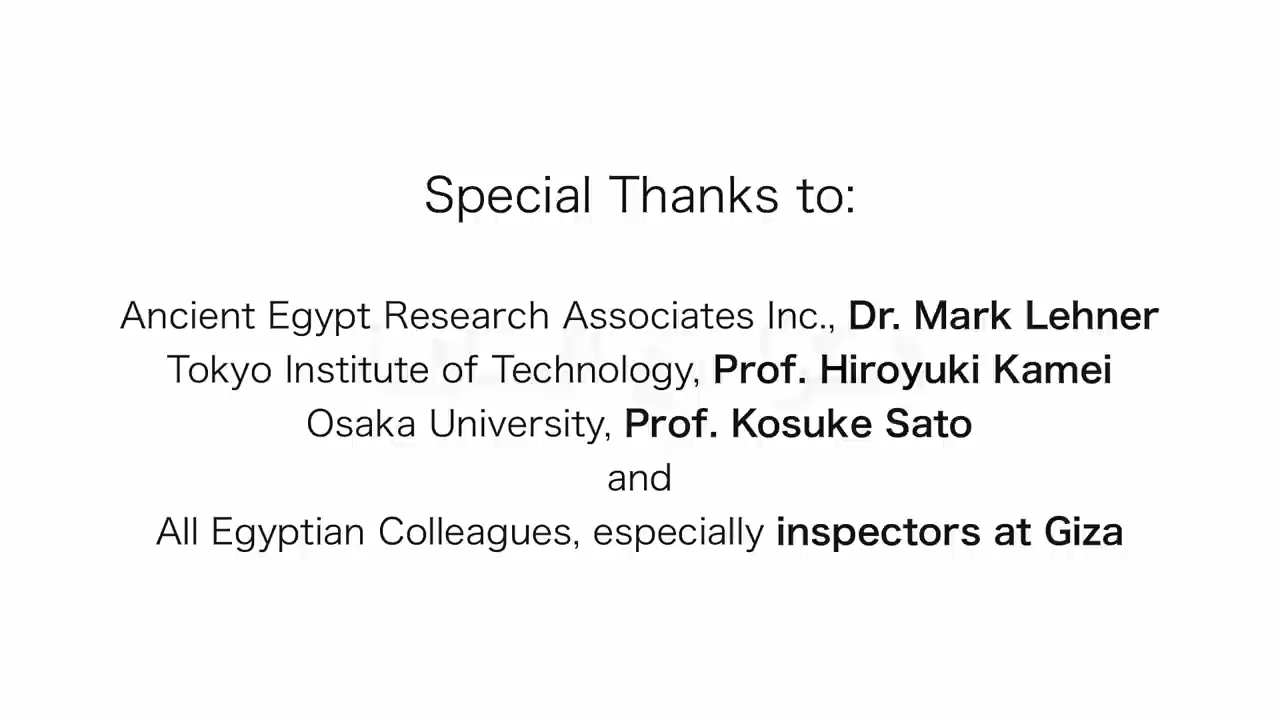 Special Thanks to:
Ancient Egypt Research Associates Inc., Dr. Mark Lehner
Tokyo Institute of Technology, Prof. Hiroyuki Kamei
Osaka University, Prof. Kosuke Sato
and
All Egyptian Colleagues, especially inspectors at Giza